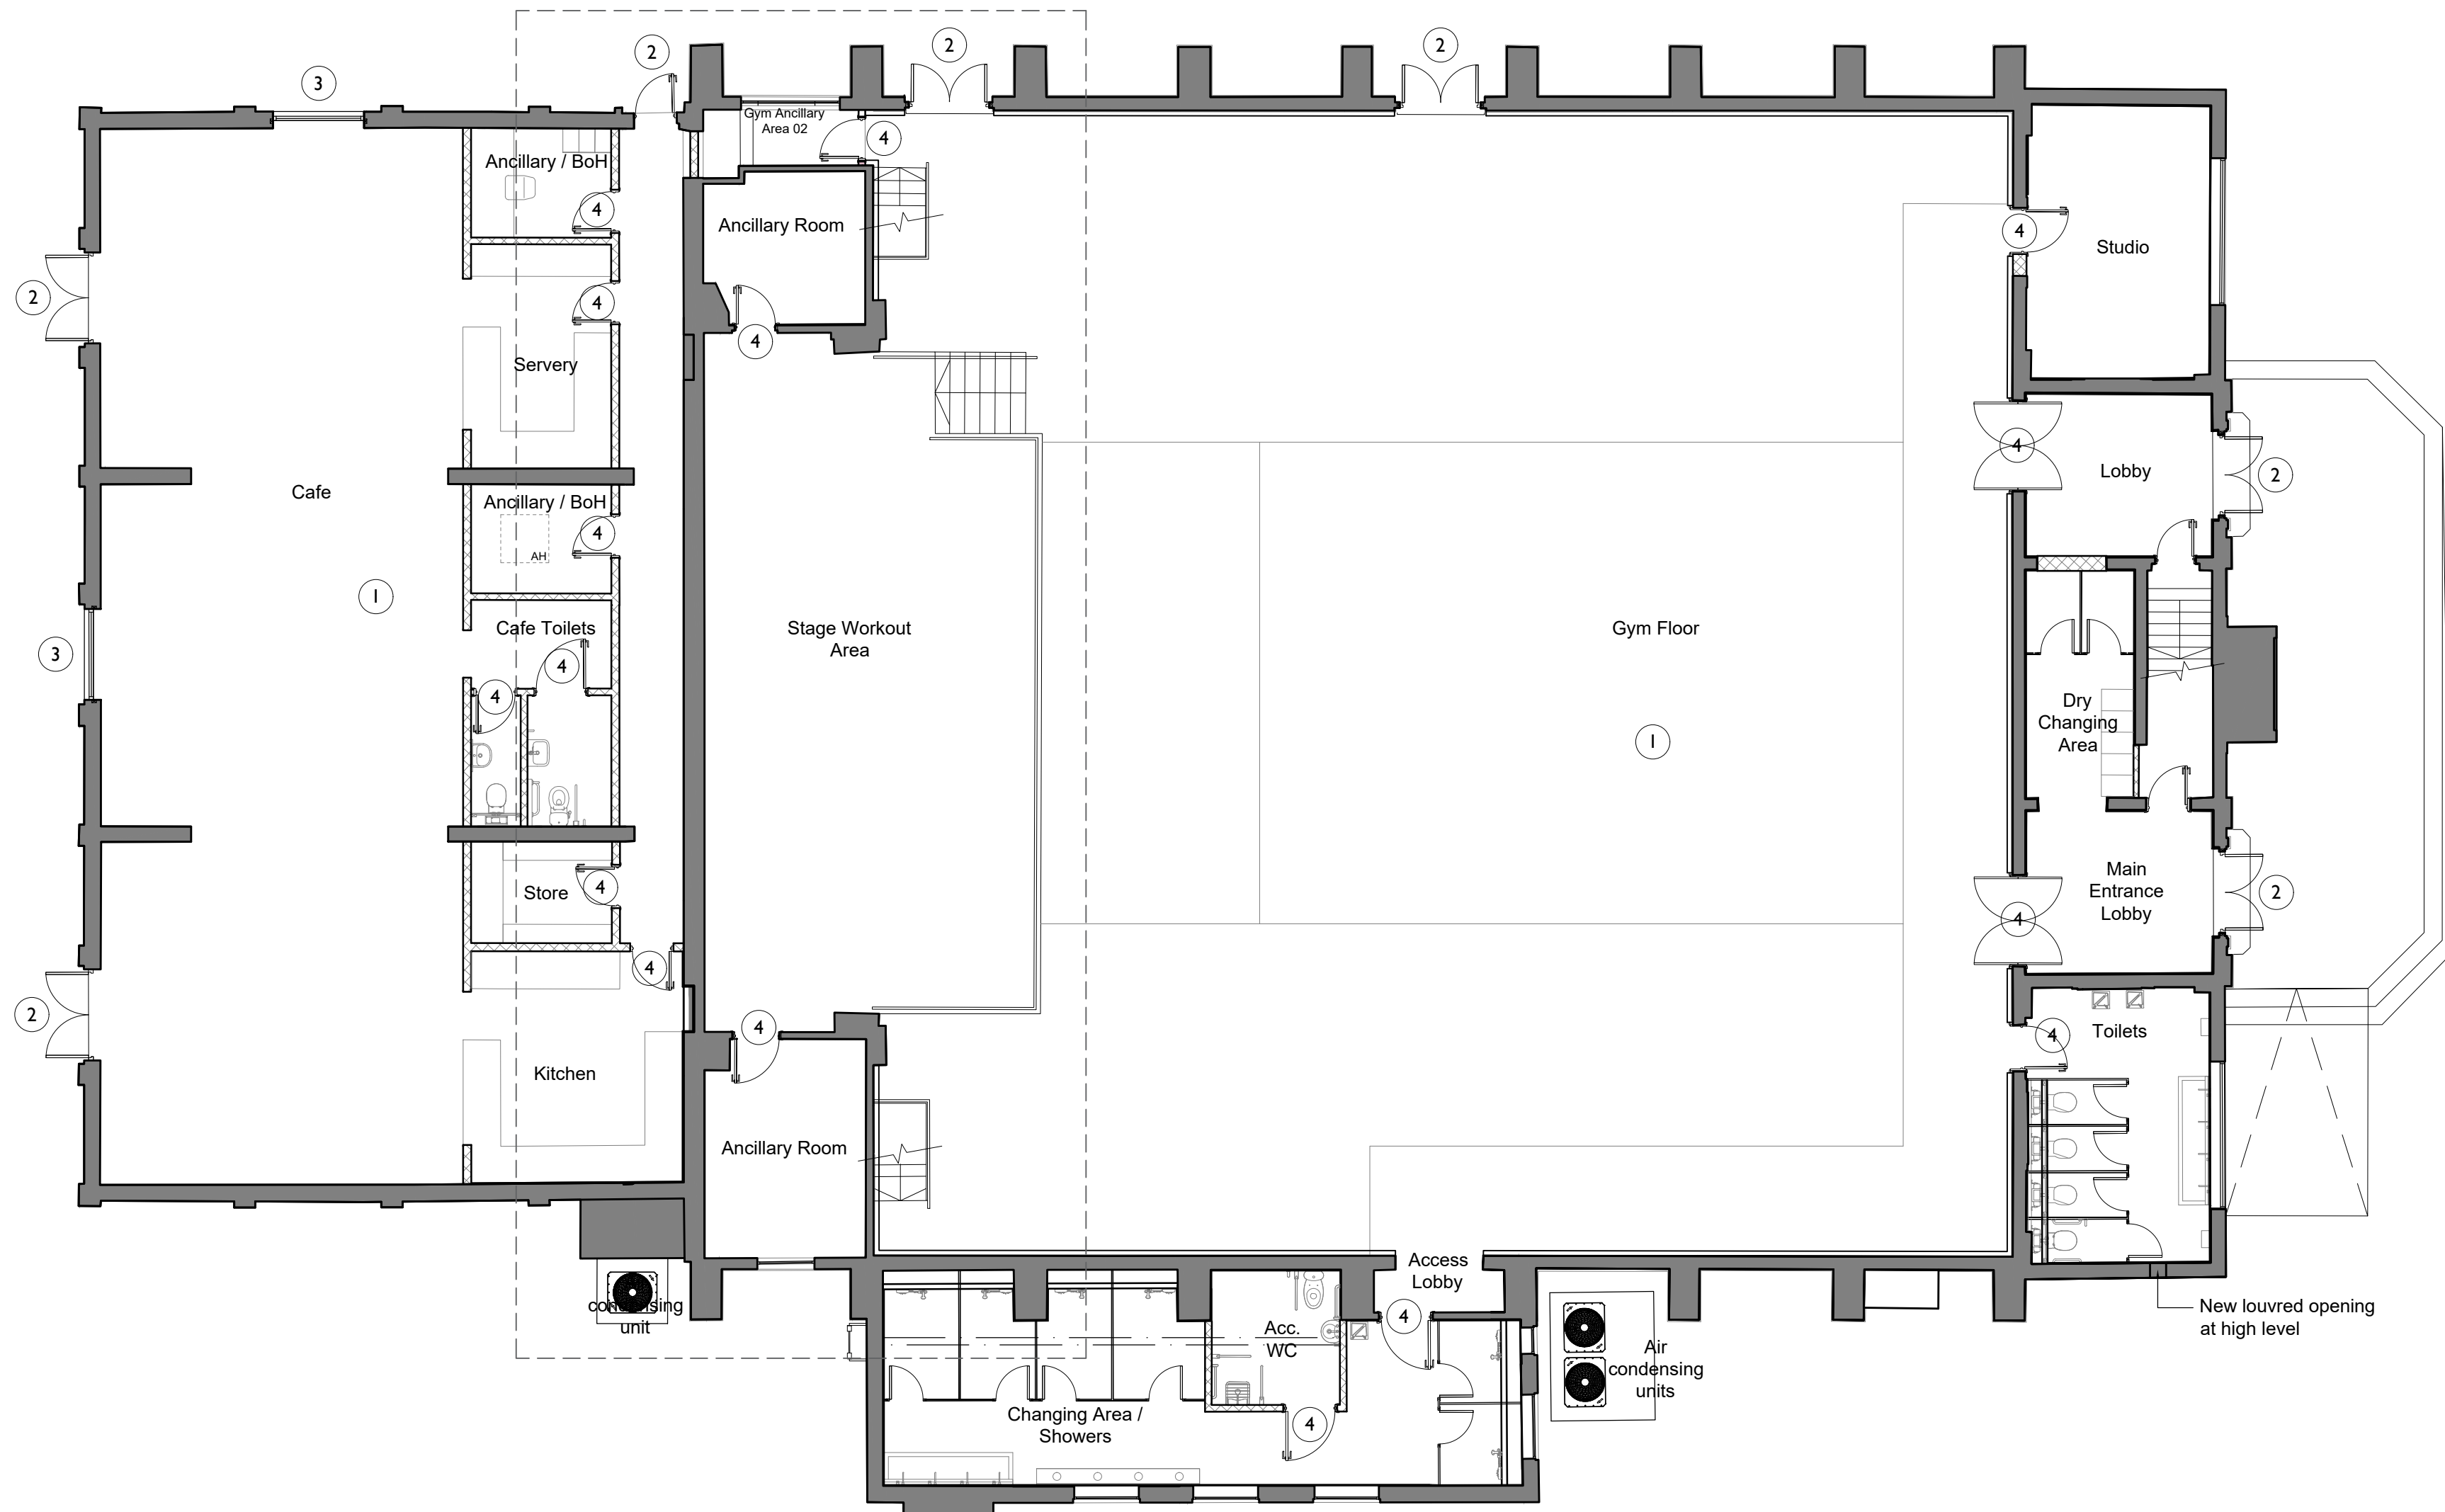 2
2
2
3
Gym Ancillary
Area 02
4
Ancillary / BoH
4
Ancillary Room
4
Studio
2
4
4
Servery
4
Lobby
2
Cafe
Ancillary / BoH
4
AH
1
Cafe Toilets
Stage Workout
Area
Gym Floor
3
4
4
1
Dry
Changing
Area
Store
4
Main
Entrance
Lobby
2
4
4
2
4
4
Toilets
Kitchen
Ancillary Room
Access
Lobby
condensing
unit
4
Acc.
WC
New louvred opening
at high level
Air
condensing
units
Changing Area /
Showers
4